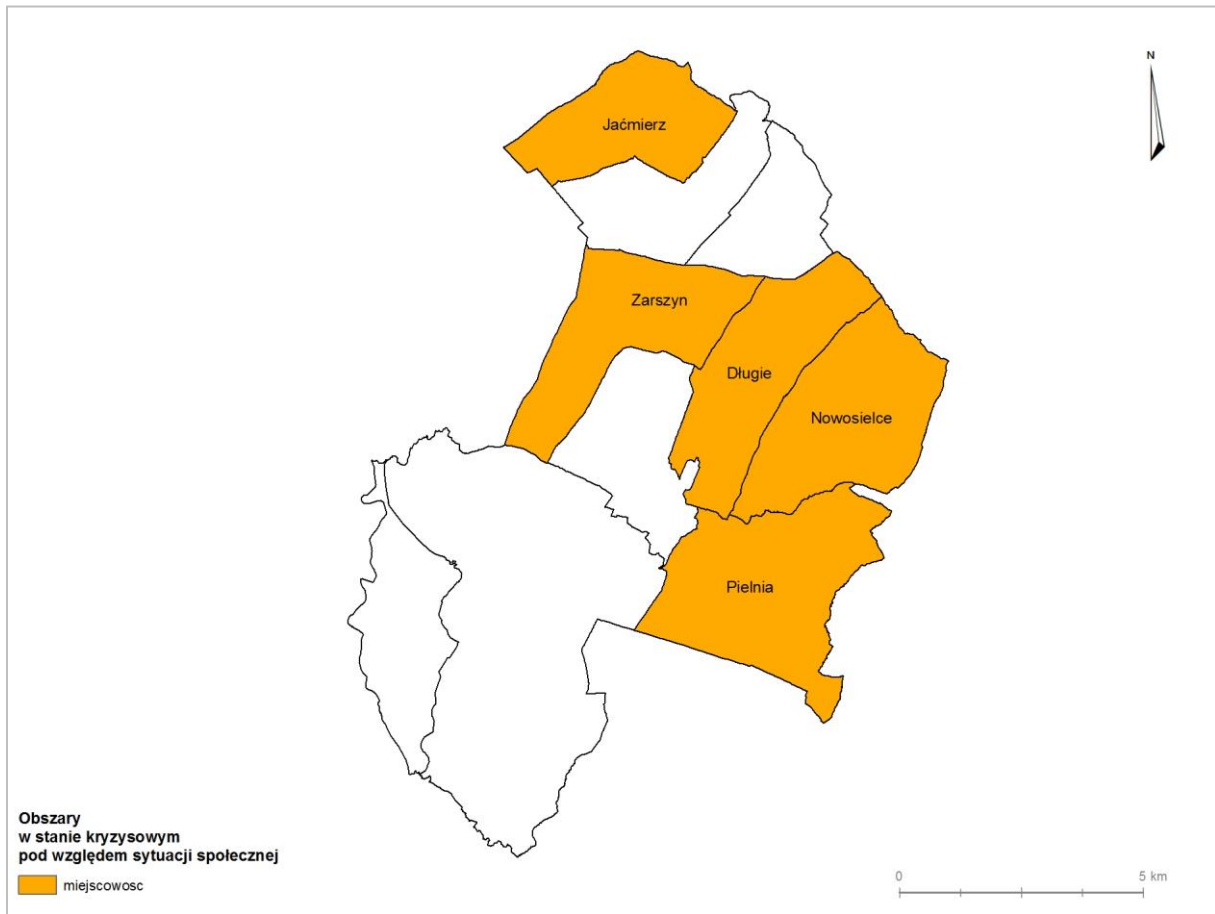 N
Jaćmierz
Zarszyn
Długie
Nowosielce
Pielnia
Obszary
w stanie kryzysowym
pod względem sytuacji społecznej
miejscowosc
0 5 km